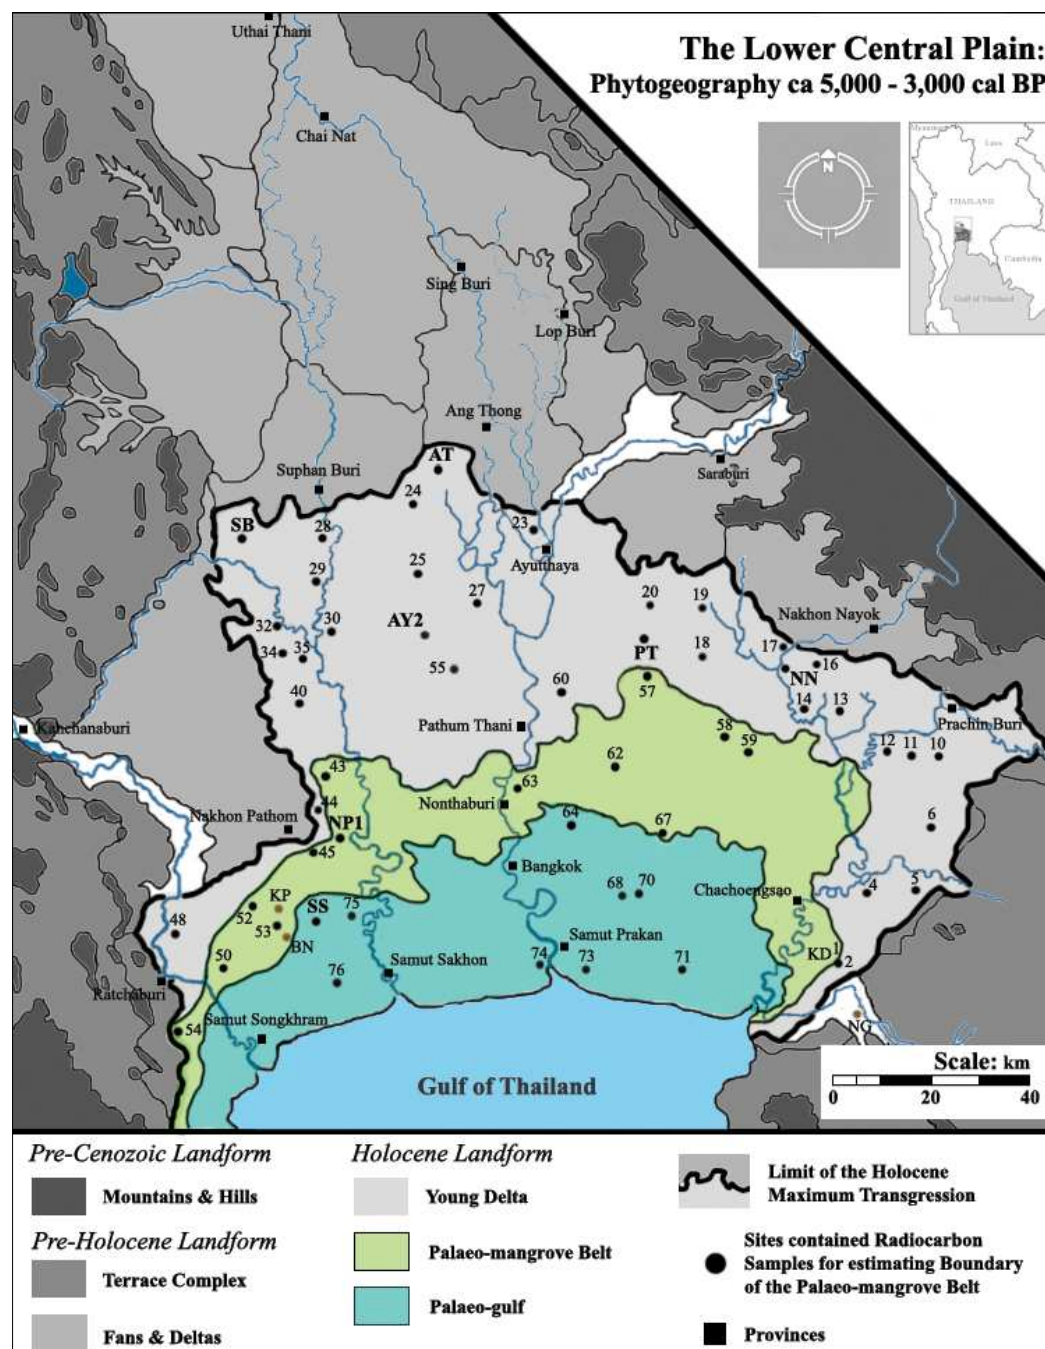 The Lower Central Plain:
Phytogeography ca 5,000 - 3,000 cal BP
N
Myanmar
Laos
THAILAND
Cambodia
Gulf of Thailand
Uthai Thani
Chai Nat
Sing Buri
Lop Buri
Ang Thong
Suphan Buri
AT
Saraburi
24
SB
28
23
Ayutthaya
29
25
27
20
19
Nakhon Nayok
32
30
AY2
34
35
55
PT
18
17
16
NN
40
60
57
14
13
Kanchanaburi
Pathum Thani
58
59
12
11
10
Prachin Buri
43
62
63
44
Nonthaburi
Nakhon Pathom
NP1
64
67
6
45
Bangkok
KP
SS
75
68
70
Chachoengsao
4
5
52
53
BN
48
50
76
Samut Sakhon
74
Samut Prakan
73
71
KD
1
2
Ratchaburi
54
Samut Songkhram
NG
Gulf of Thailand
Scale: km
0 20 40
Pre-Cenozoic Landform
Mountains & Hills
Pre-Holocene Landform
Terrace Complex
Fans & Deltas
Holocene Landform
Young Delta
Palaeo-mangrove Belt
Palaeo-gulf
Limit of the Holocene
Maximum Transgression
Sites contained Radiocarbon
Samples for estimating Boundary
of the Palaeo-mangrove Belt
Provinces